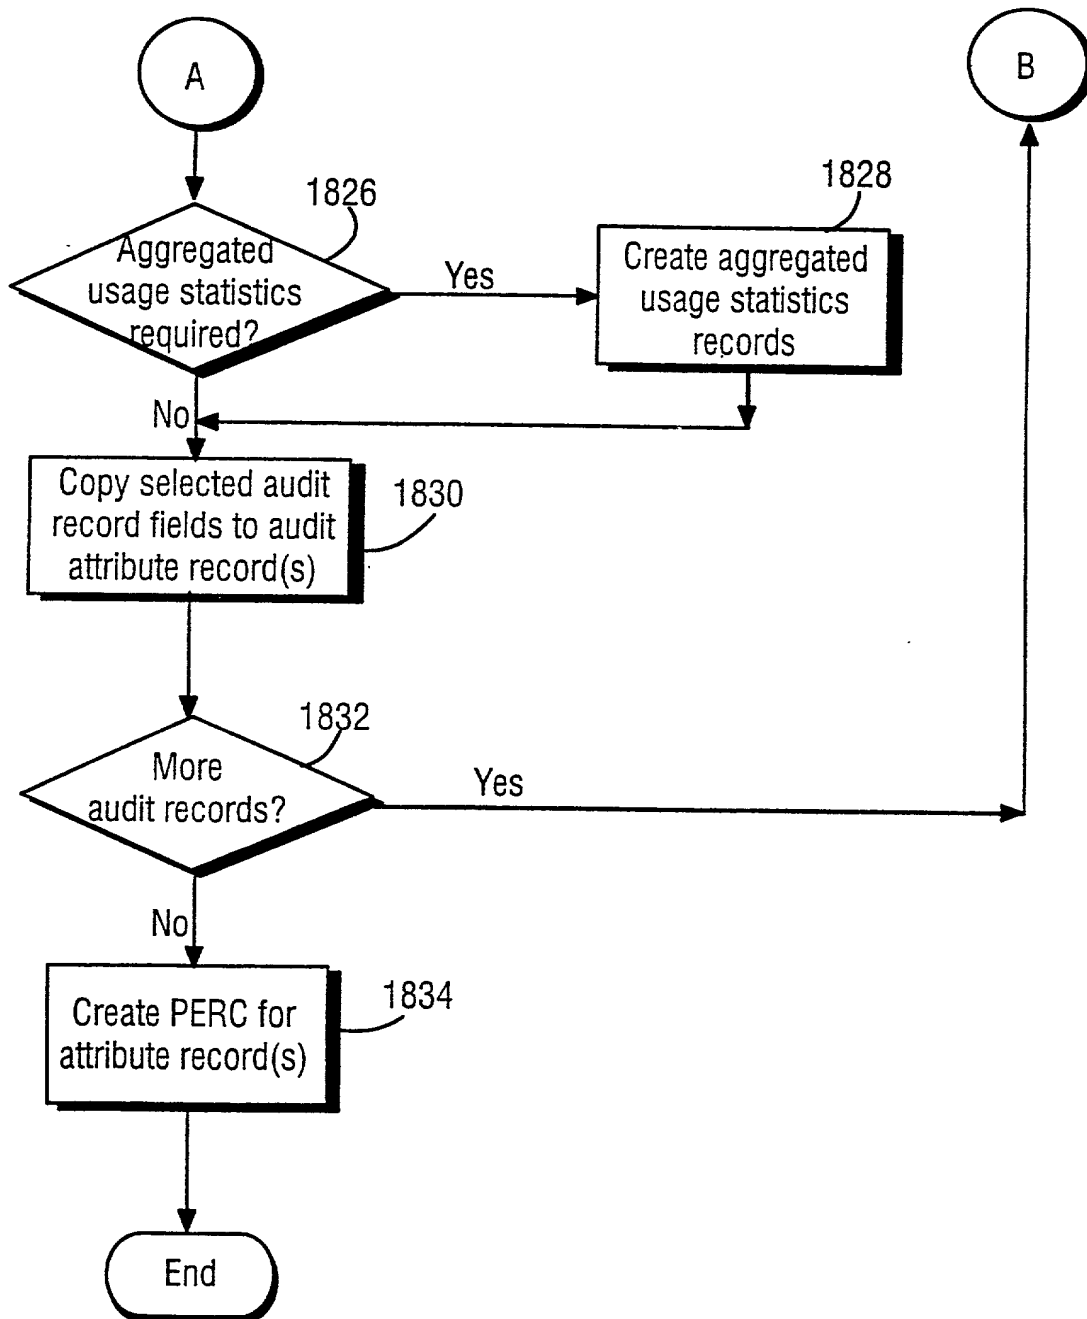 A
B
1826
1828
Aggregated
usage statistics
required?
Yes
Create aggregated
usage statistics
records
No
Copy selected audit
record fields to audit
attribute record(s)
1830
1832
More
audit records?
Yes
No
Create PERC for
attribute record(s)
1834
End